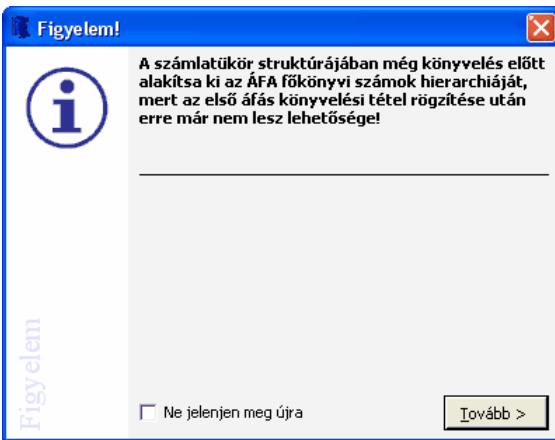 Figyelem!
A számlatükör struktúrájában még könyvelés előtt
alakítsa ki az ÁFA főkönyvi számok hierarchiáját,
mert az első áfás könyvelési tétel rögzítése után
erre már nem lesz lehetősége!
Figyelem
Ne jelenjen meg újra
Tovább >